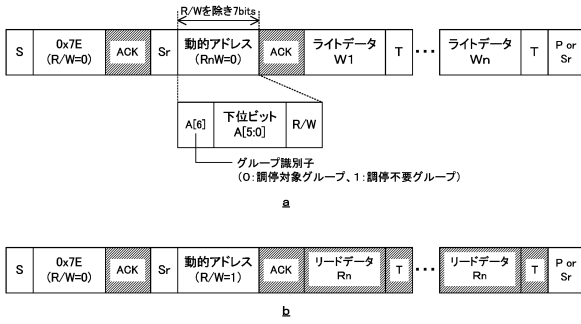 R/Wを除き7bits
S 0x7E (R/W=0) ACK Sr 動的アドレス (RnW=0) ACK ライトデータ W1 T ・・・ ライトデータ Wn T P or Sr
A[6] 下位ビット A[5:0] R/W
グループ識別子
(0:調停対象グループ、1:調停不要グループ)
a
S 0x7E (R/W=0) ACK Sr 動的アドレス (R/W=1) ACK リードデータ Rn T ・・・ リードデータ Rn T P or Sr
b